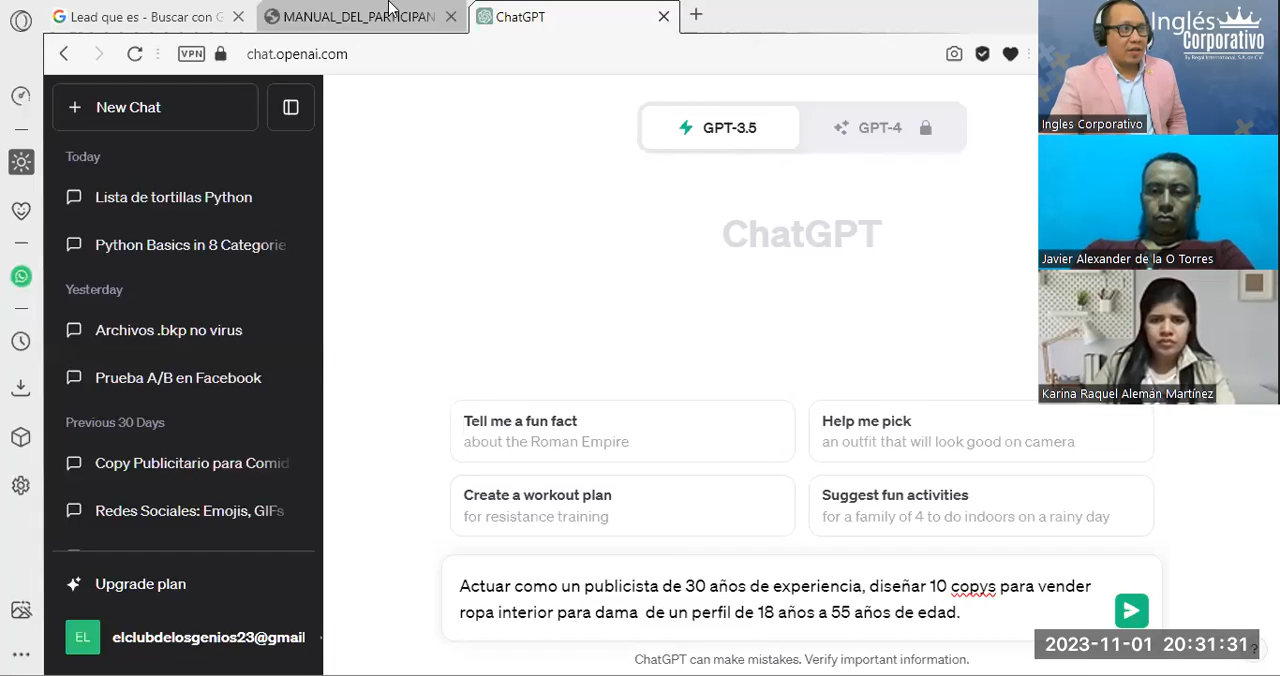 Lead que es - Buscar con G
MANUAL_DEL_PARTICIPAN
ChatGPT
VPN
chat.openai.com
New Chat
Today
Lista de tortillas Python
Python Basics in 8 Categorie
Yesterday
Archivos .bkp no virus
Prueba A/B en Facebook
Previous 30 Days
Copy Publicitario para Comid
Redes Sociales: Emojis, GIFs
Upgrade plan
EL
elclubdelosgenios23@gmail
GPT-3.5
GPT-4
ChatGPT
Tell me a fun fact
about the Roman Empire
Help me pick
an outfit that will look good on camera
Create a workout plan
for resistance training
Suggest fun activities
for a family of 4 to do indoors on a rainy day
Actuar como un publicista de 30 años de experiencia, diseñar 10 copys para vender
ropa interior para dama  de un perfil de 18 años a 55 años de edad.
ChatGPT can make mistakes. Verify important information.
Inglés
Corporativo
Ingles Corporativo
Javier Alexander de la O Torres
Karina Raquel Alemán Martínez
2023-11-01 20:31:31
?